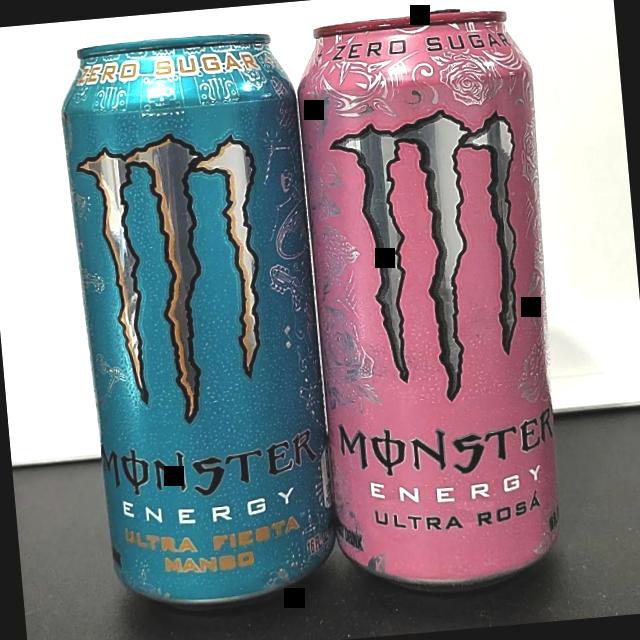 ZERO SUGAR
MONSTER
ENERGY
ULTRA FIESTA
MANGO
ZERO SUGAR
MONSTER
ENERGY
ULTRA ROSÁ